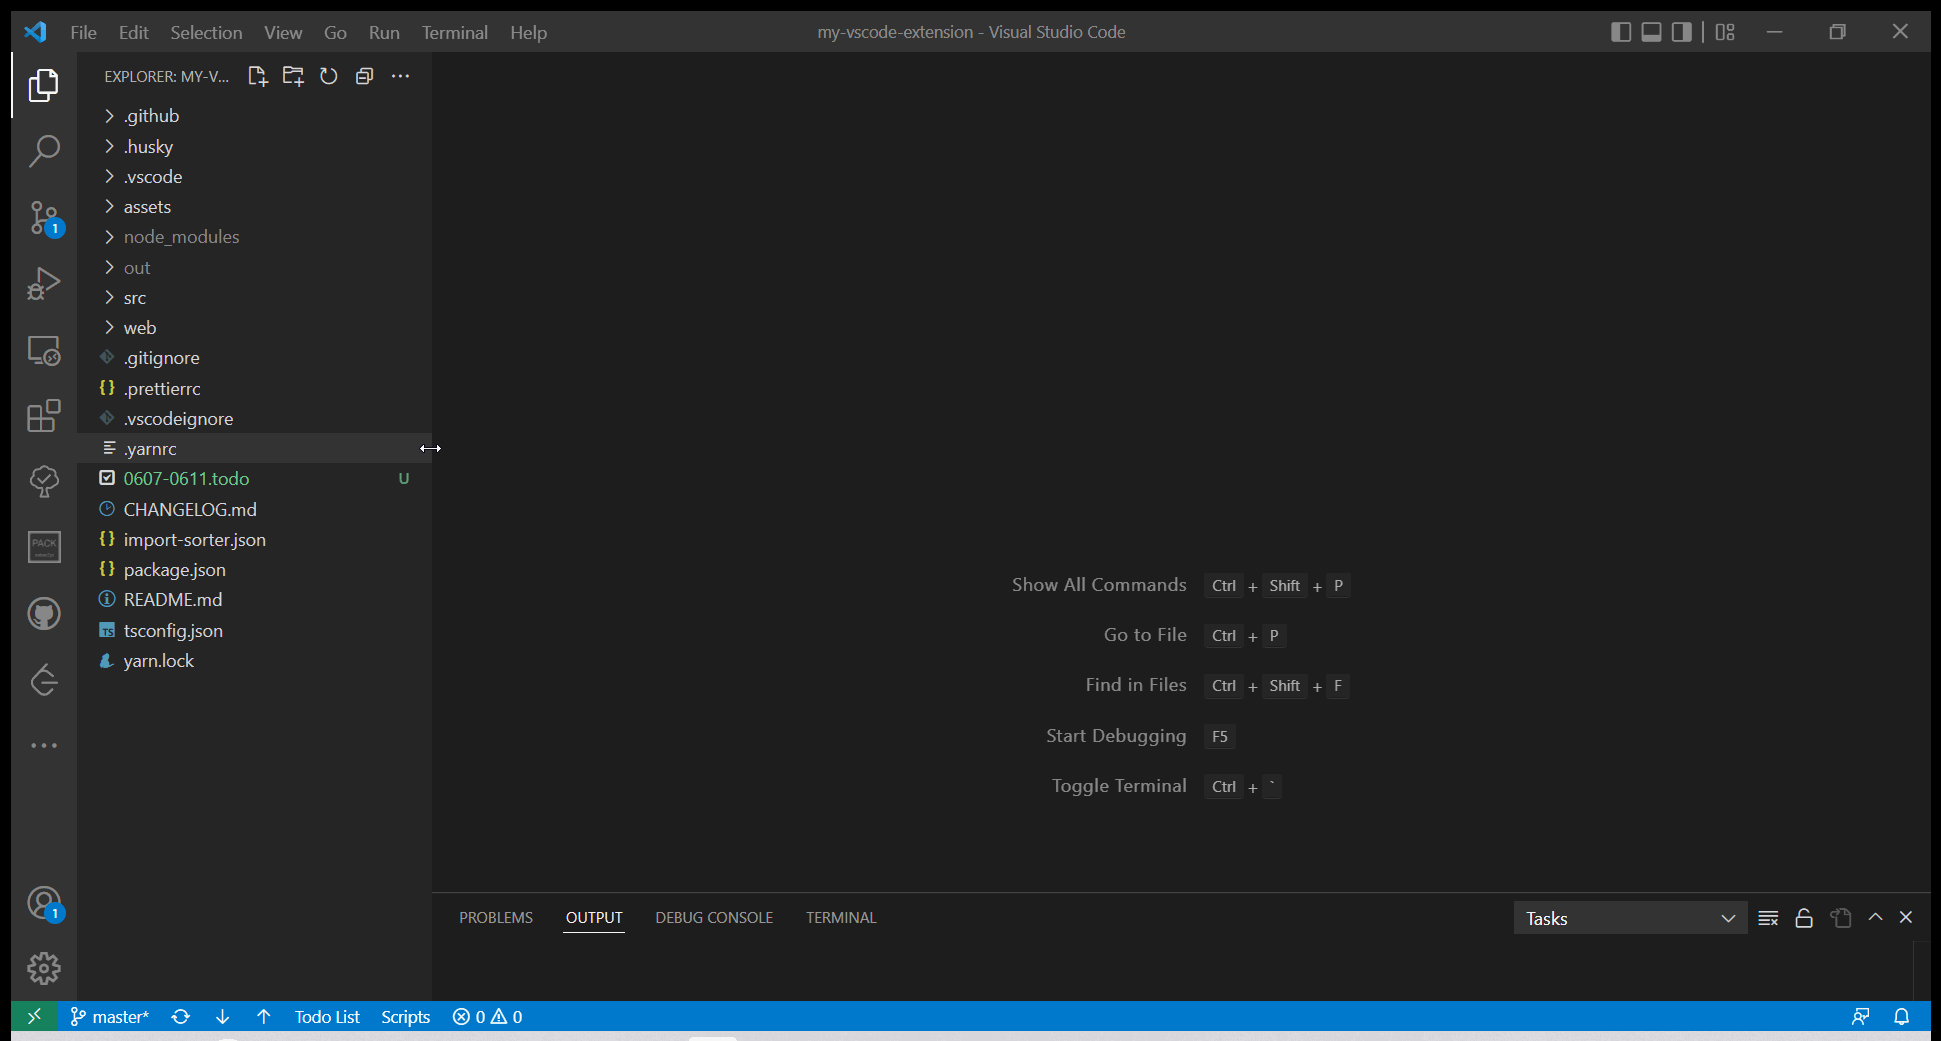 File Edit Selection View Go Run Terminal Help
my-vscode-extension - Visual Studio Code
EXPLORER: MY-V...
.github
.husky
.vscode
assets
node_modules
out
src
web
.gitignore
{} .prettierrc
.vscodeignore
.yarnrc
0607-0611.todo U
CHANGELOG.md
{} import-sorter.json
{} package.json
README.md
TS tsconfig.json
yarn.lock
1
PACK
1
Show All Commands Ctrl + Shift + P
Go to File Ctrl + P
Find in Files Ctrl + Shift + F
Start Debugging F5
Toggle Terminal Ctrl + `
PROBLEMS OUTPUT DEBUG CONSOLE TERMINAL
Tasks
master* Todo List Scripts 0 0